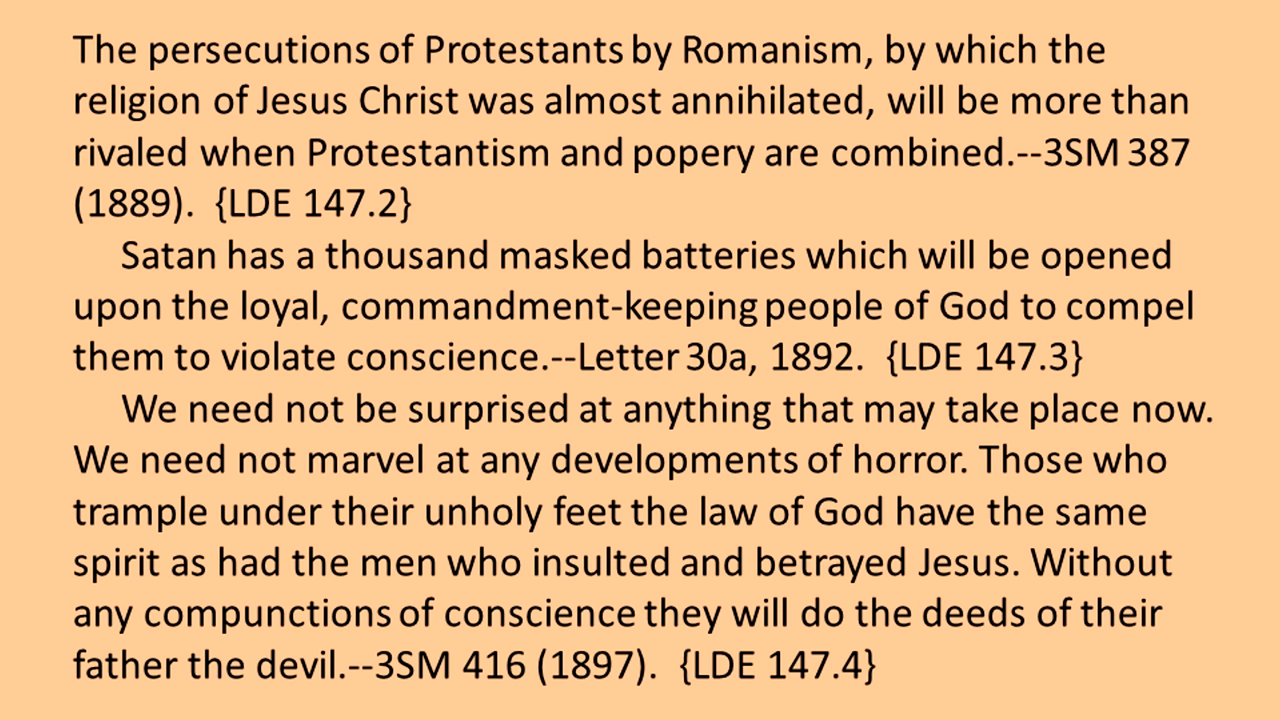 The persecutions of Protestants by Romanism, by which the
religion of Jesus Christ was almost annihilated, will be more than
rivaled when Protestantism and popery are combined.--3SM 387
(1889).  {LDE 147.2}
Satan has a thousand masked batteries which will be opened
upon the loyal, commandment-keeping people of God to compel
them to violate conscience.--Letter 30a, 1892.  {LDE 147.3}
We need not be surprised at anything that may take place now.
We need not marvel at any developments of horror. Those who
trample under their unholy feet the law of God have the same
spirit as had the men who insulted and betrayed Jesus. Without
any compunctions of conscience they will do the deeds of their
father the devil.--3SM 416 (1897).  {LDE 147.4}